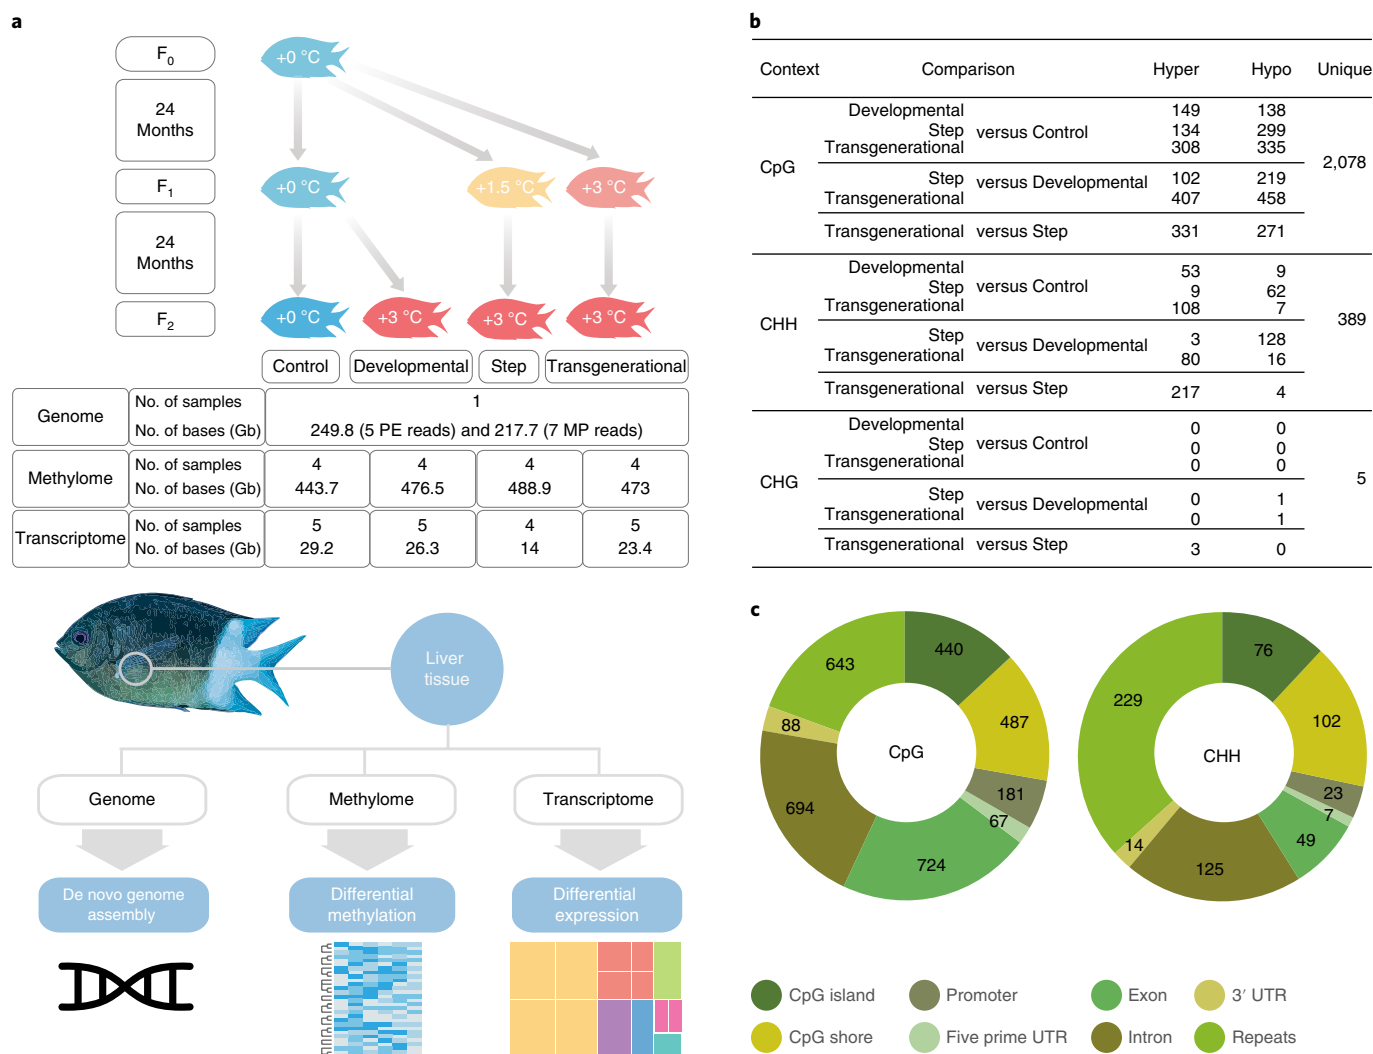 a
F0
+0 °C
24
Months
F1
+0 °C
+1.5 °C
+3 °C
24
Months
F2
+0 °C
+3 °C
+3 °C
+3 °C
Control
Developmental
Step
Transgenerational
Genome
No. of samples
1
No. of bases (Gb)
249.8 (5 PE reads) and 217.7 (7 MP reads)
Methylome
No. of samples
4
4
4
4
No. of bases (Gb)
443.7
476.5
488.9
473
Transcriptome
No. of samples
5
5
4
5
No. of bases (Gb)
29.2
26.3
14
23.4
Liver
tissue
Genome
Methylome
Transcriptome
De novo genome
assembly
Differential
methylation
Differential
expression
b
Context Comparison Hyper Hypo Unique
CpG
Developmental 149 138
Step versus Control 134 299
Transgenerational 308 335
2,078
Step versus Developmental 102 219
Transgenerational 407 458
Transgenerational versus Step 331 271
CHH
Developmental 53 9
Step versus Control 9 62
Transgenerational 108 7
389
Step versus Developmental 3 128
Transgenerational 80 16
Transgenerational versus Step 217 4
CHG
Developmental 0 0
Step versus Control 0 0
Transgenerational 0 0
5
Step versus Developmental 0 1
Transgenerational 0 1
Transgenerational versus Step 3 0
c
440
487
181
67
724
694
88
643
CpG
76
102
23
7
49
125
14
229
CHH
CpG island
Promoter
Exon
3′ UTR
CpG shore
Five prime UTR
Intron
Repeats